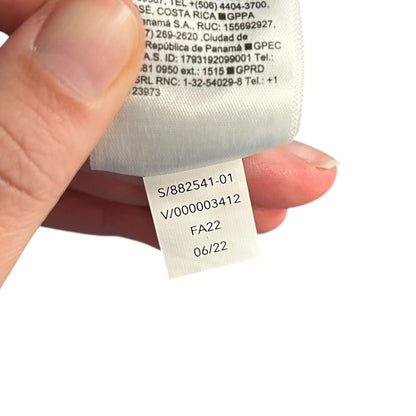 TEL +(506) 4404-3700.
SÉ, COSTA RICA ■GPPA
anamá S.A., RUC: 155692927,
7) 269-2620 ,Ciudad de
República de Panamá ■GPEC
.A.S. ID: 1793192099001 Tel.:
81 0950 ext.: 1515 ■GPRD
SRL RNC: 1-32-54029-8 Tel.: +1
23973
S/882541-01
V/000003412
FA22
06/22